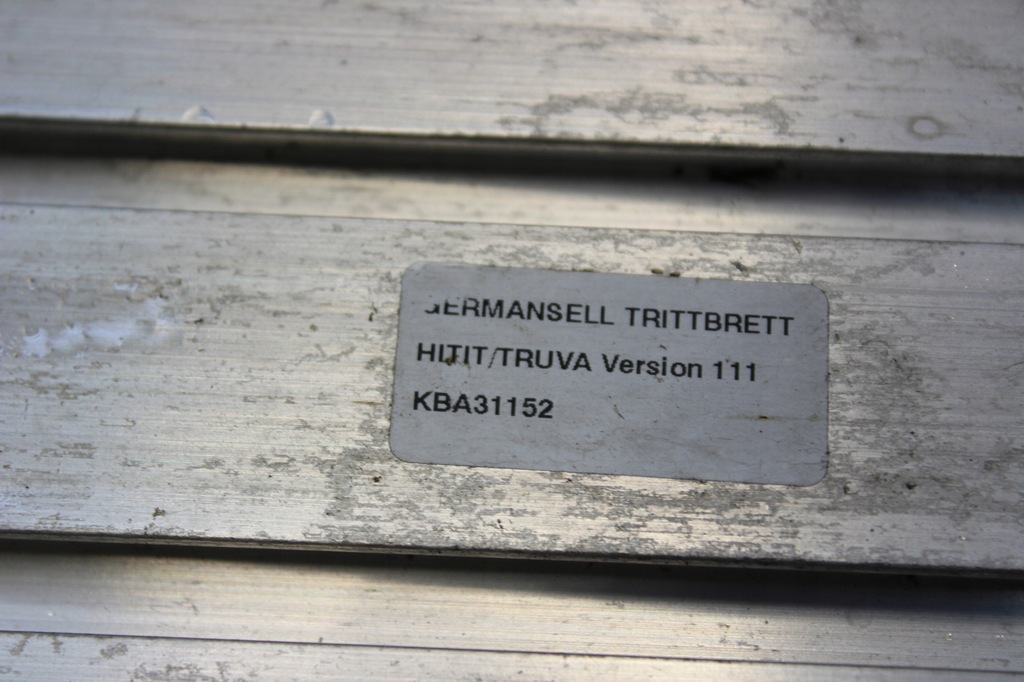 GERMANSELL TRITTBRETT
HITIT/TRUVA Version 111
KBA31152